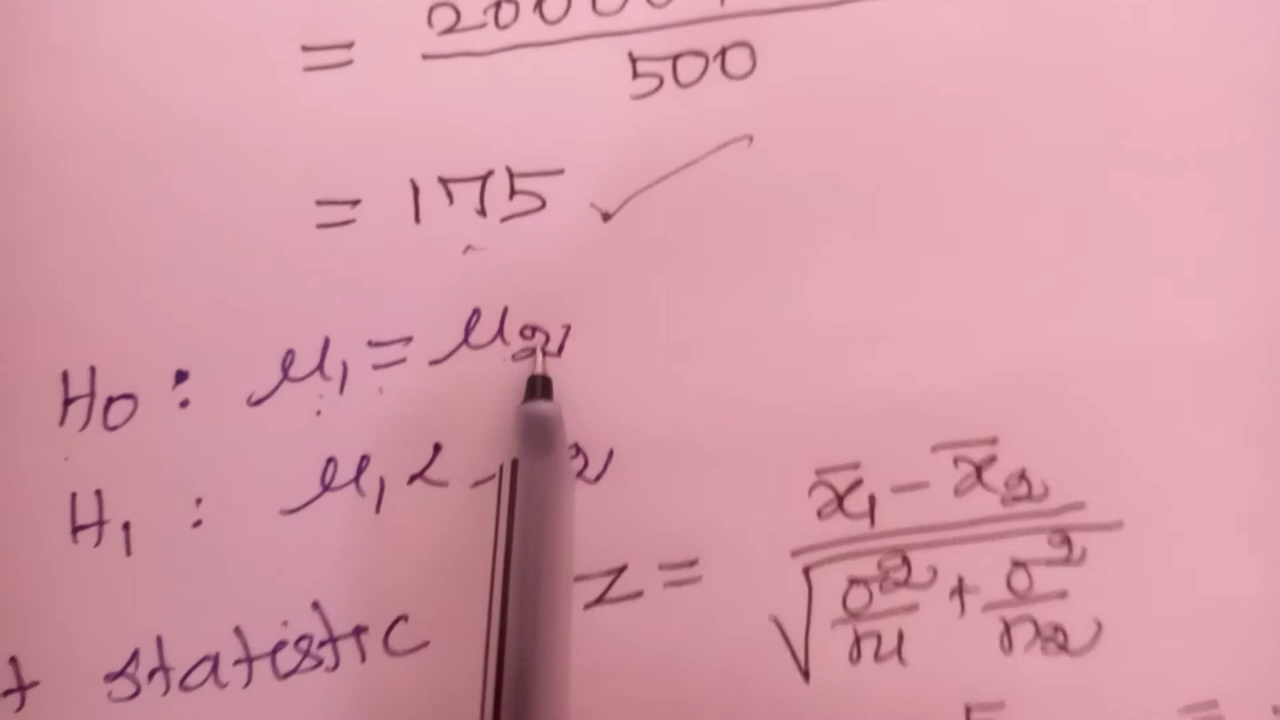 = 20000
500
= 175 ✓
H0 : μ1 = μ2
H1 : μ1 <
statistic
z = x̄1 - x̄2
√ σ²/n1 + σ²/n2